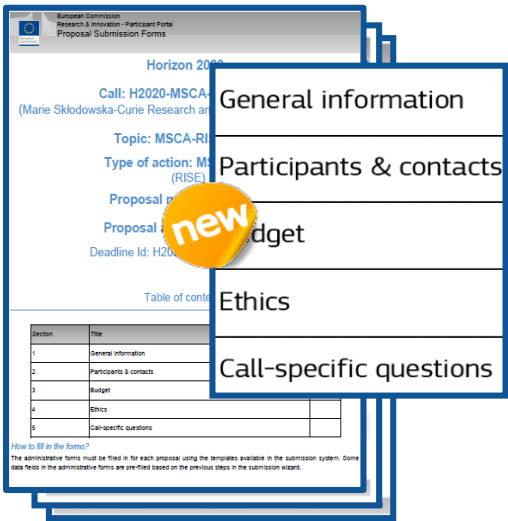 European Commission
Research & Innovation - Participant Portal
Proposal Submission Forms
Horizon 20
Call: H2020-MSCA-
(Marie Skłodowska-Curie Research an
Topic: MSCA-RI
Type of action: MS
(RISE)
Proposal
Proposal
Deadline Id: H20
Table of conte
Section Title
1 General information
2 Participants & contacts
3 Budget
4 Ethics
5 Call-specific questions
How to fill in the forms?
The administrative forms must be filled in for each proposal using the templates available in the submission system. Some
data fields in the administrative forms are pre-filled based on the previous steps in the submission wizard.
General information
Participants & contacts
new
dget
Ethics
Call-specific questions